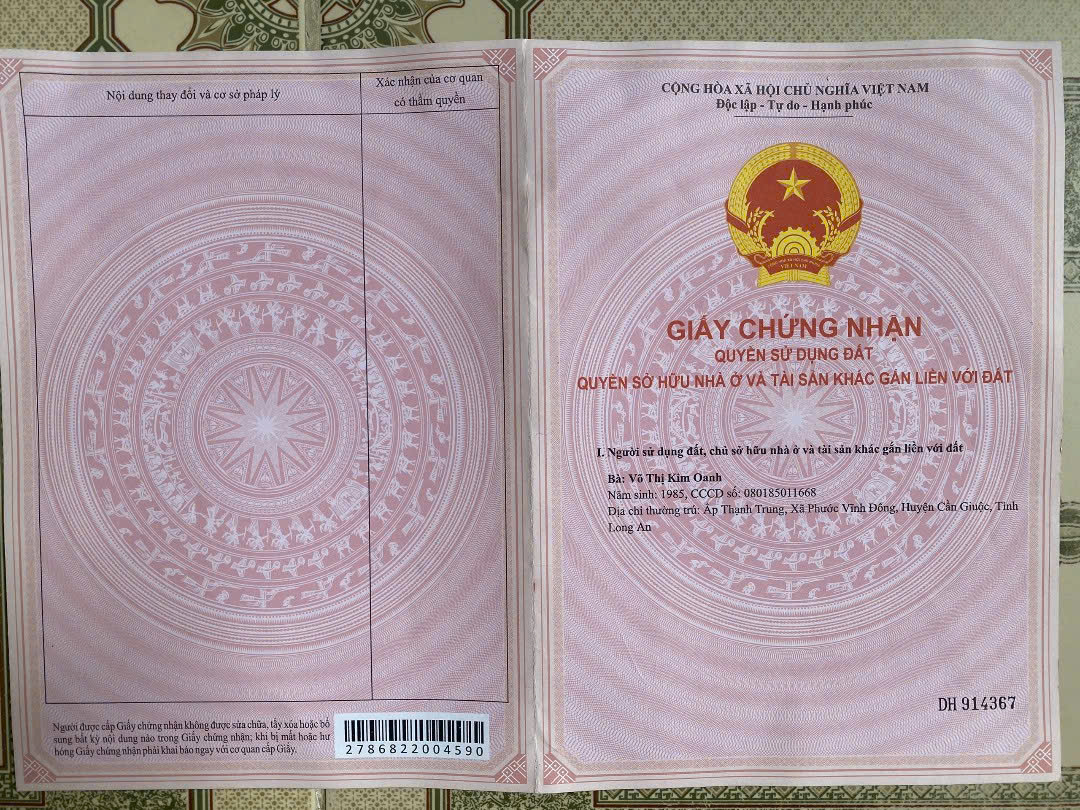 Nội dung thay đổi và cơ sở pháp lý
Xác nhận của cơ quan
có thẩm quyền
Người được cấp Giấy chứng nhận không được sửa chữa, tẩy xóa hoặc bổ
sung bất kỳ nội dung nào trong Giấy chứng nhận; khi bị mất hoặc hư
hỏng Giấy chứng nhận phải khai báo ngay với cơ quan cấp Giấy.
2786822004590
CỘNG HÒA XÃ HỘI CHỦ NGHĨA VIỆT NAM
Độc lập - Tự do - Hạnh phúc
VIỆT NAM
GIẤY CHỨNG NHẬN
QUYỀN SỬ DỤNG ĐẤT
QUYỀN SỞ HỮU NHÀ Ở VÀ TÀI SẢN KHÁC GẮN LIỀN VỚI ĐẤT
I. Người sử dụng đất, chủ sở hữu nhà ở và tài sản khác gắn liền với đất
Bà: Võ Thị Kim Oanh
Năm sinh: 1985, CCCD số: 080185011668
Địa chỉ thường trú: Ấp Thạnh Trung, Xã Phước Vĩnh Đông, Huyện Cần Giuộc, Tỉnh
Long An
DH 914367